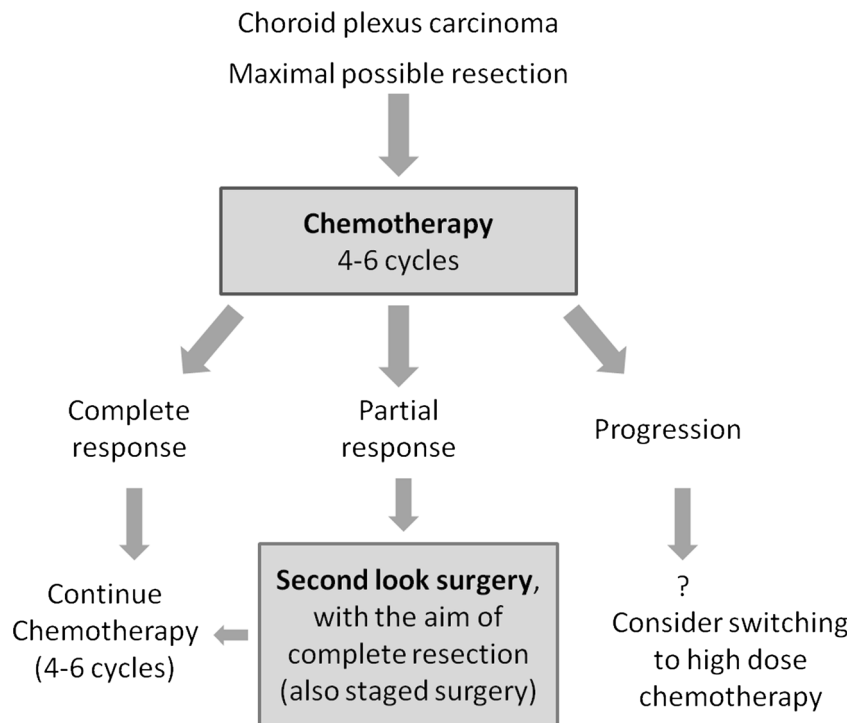 Choroid plexus carcinoma
Maximal possible resection
Chemotherapy
4-6 cycles
Complete
response
Partial
response
Progression
Continue
Chemotherapy
(4-6 cycles)
Second look surgery,
with the aim of
complete resection
(also staged surgery)
?
Consider switching
to high dose
chemotherapy